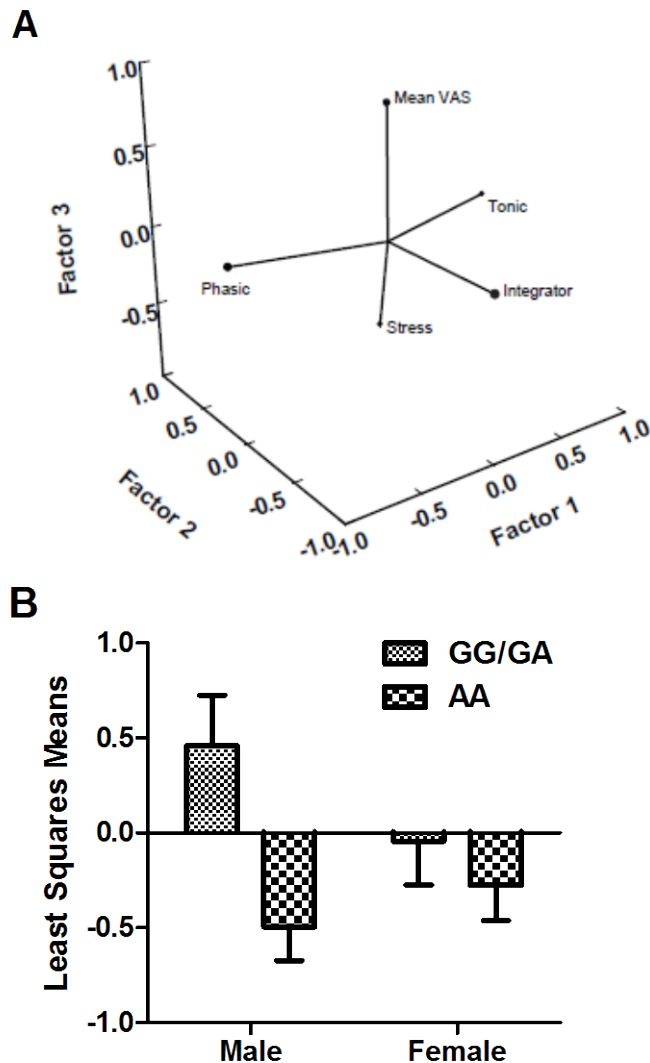 A
1.0
0.5
0.0
-0.5
Factor 3
Mean VAS
Tonic
Phasic
Integrator
Stress
1.0
0.5
0.0
-0.5
-1.0
Factor 2
-1.0
-0.5
0.0
0.5
1.0
Factor 1
B
GG/GA
AA
1.0
0.5
0.0
-0.5
-1.0
Least Squares Means
Male Female